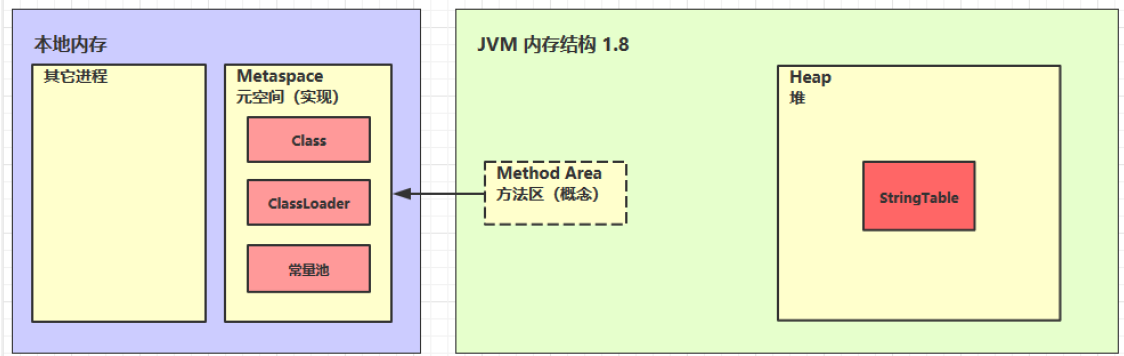 本地内存
其它进程
Metaspace
元空间（实现）
Class
ClassLoader
常量池
JVM 内存结构 1.8
Method Area
方法区（概念）
Heap
堆
StringTable